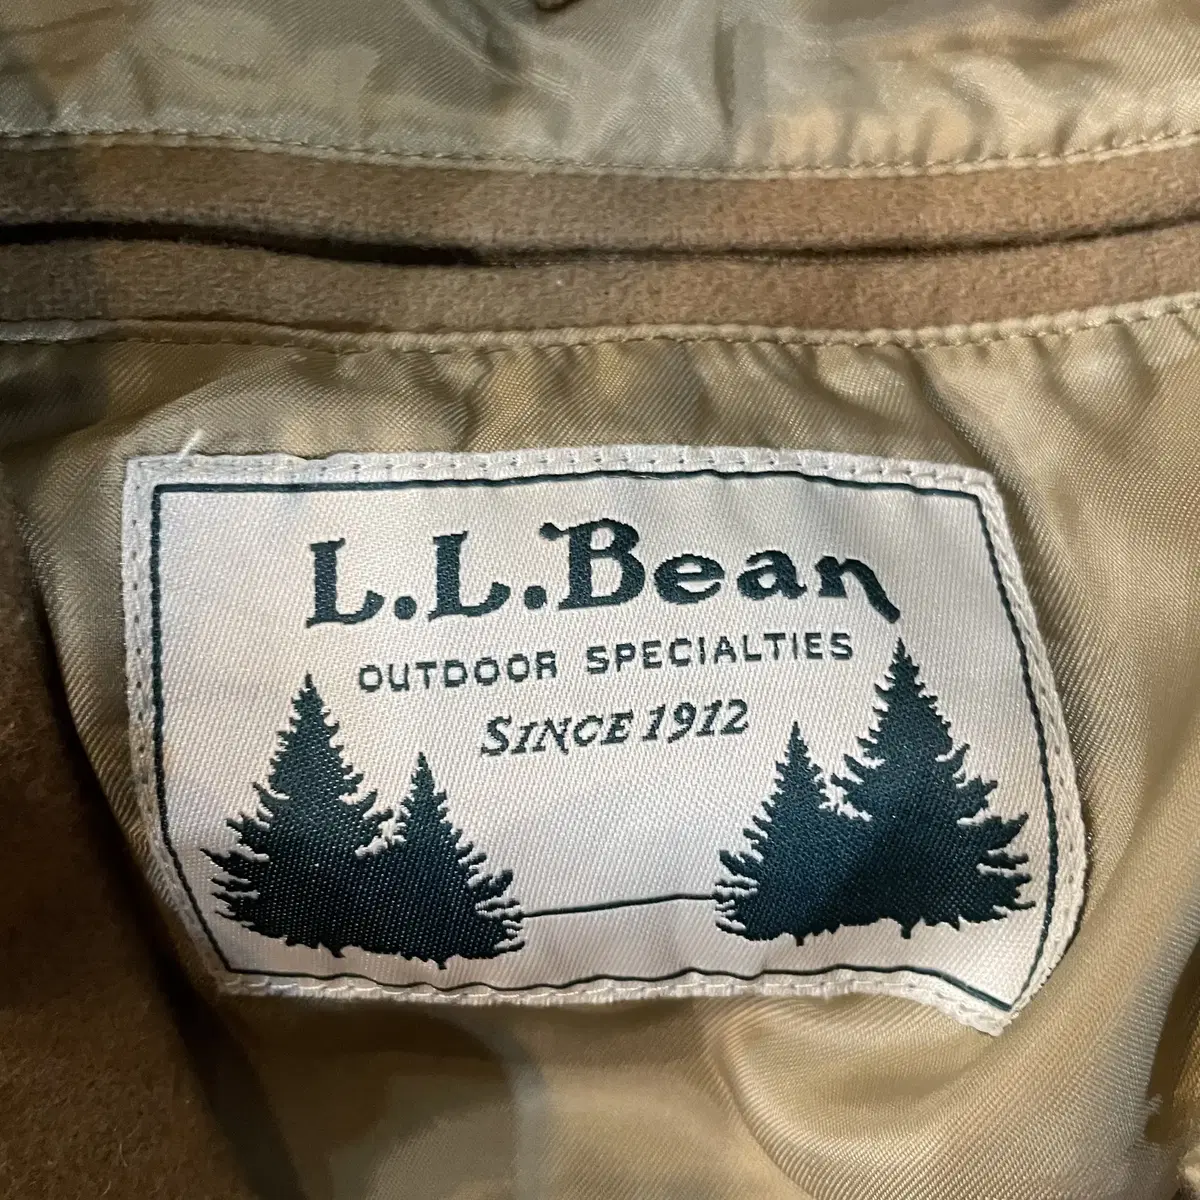 L.L.Bean
OUTDOOR SPECIALTIES
SINCE 1912